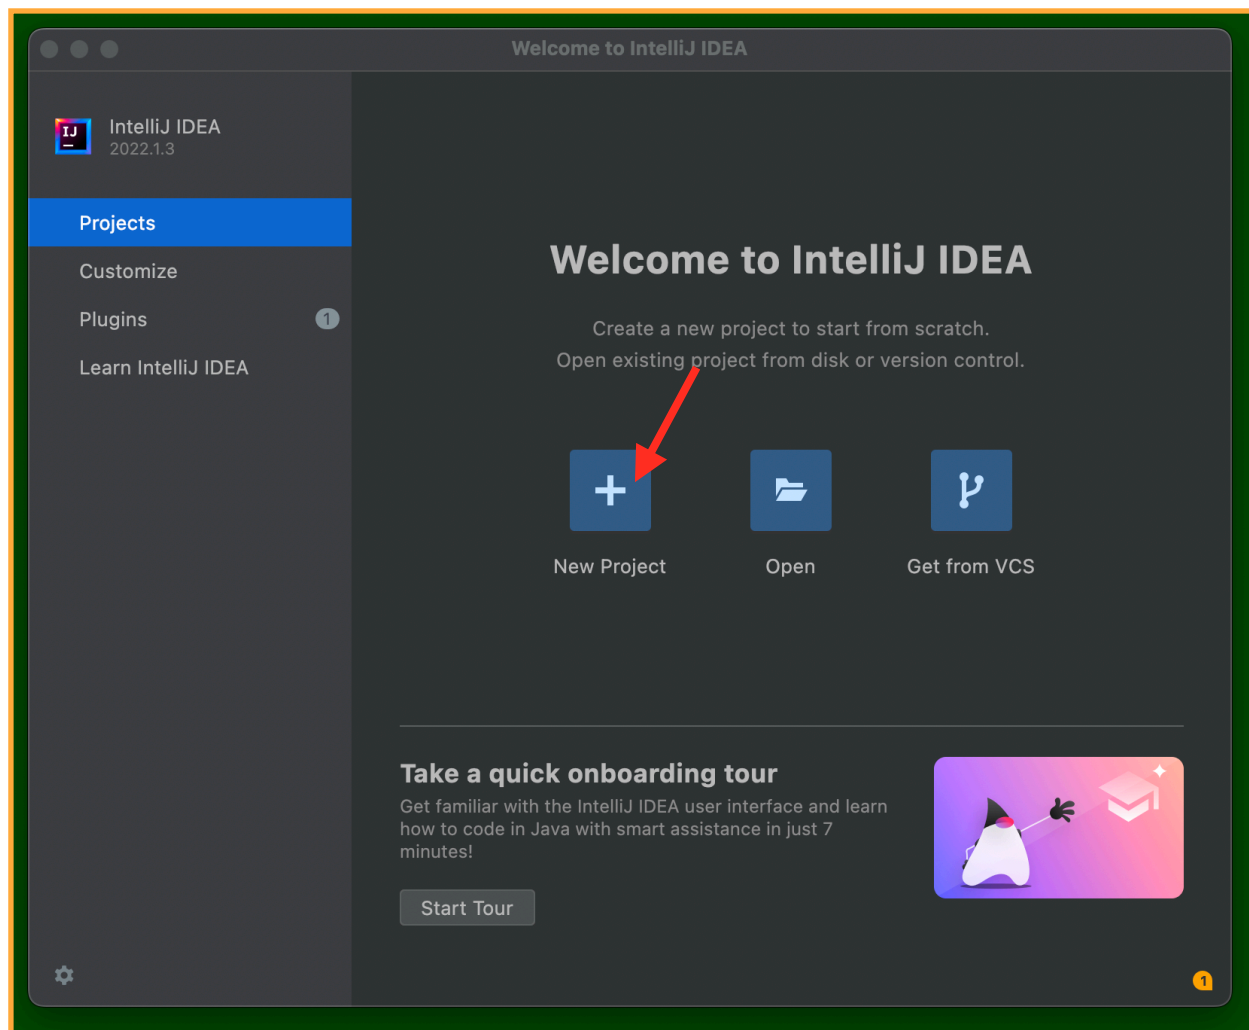 Welcome to IntelliJ IDEA
IJ
IntelliJ IDEA
2022.1.3
Projects
Customize
Plugins
1
Learn IntelliJ IDEA
Welcome to IntelliJ IDEA
Create a new project to start from scratch.
Open existing project from disk or version control.
New Project
Open
Get from VCS
Take a quick onboarding tour
Get familiar with the IntelliJ IDEA user interface and learn
how to code in Java with smart assistance in just 7
minutes!
Start Tour
1